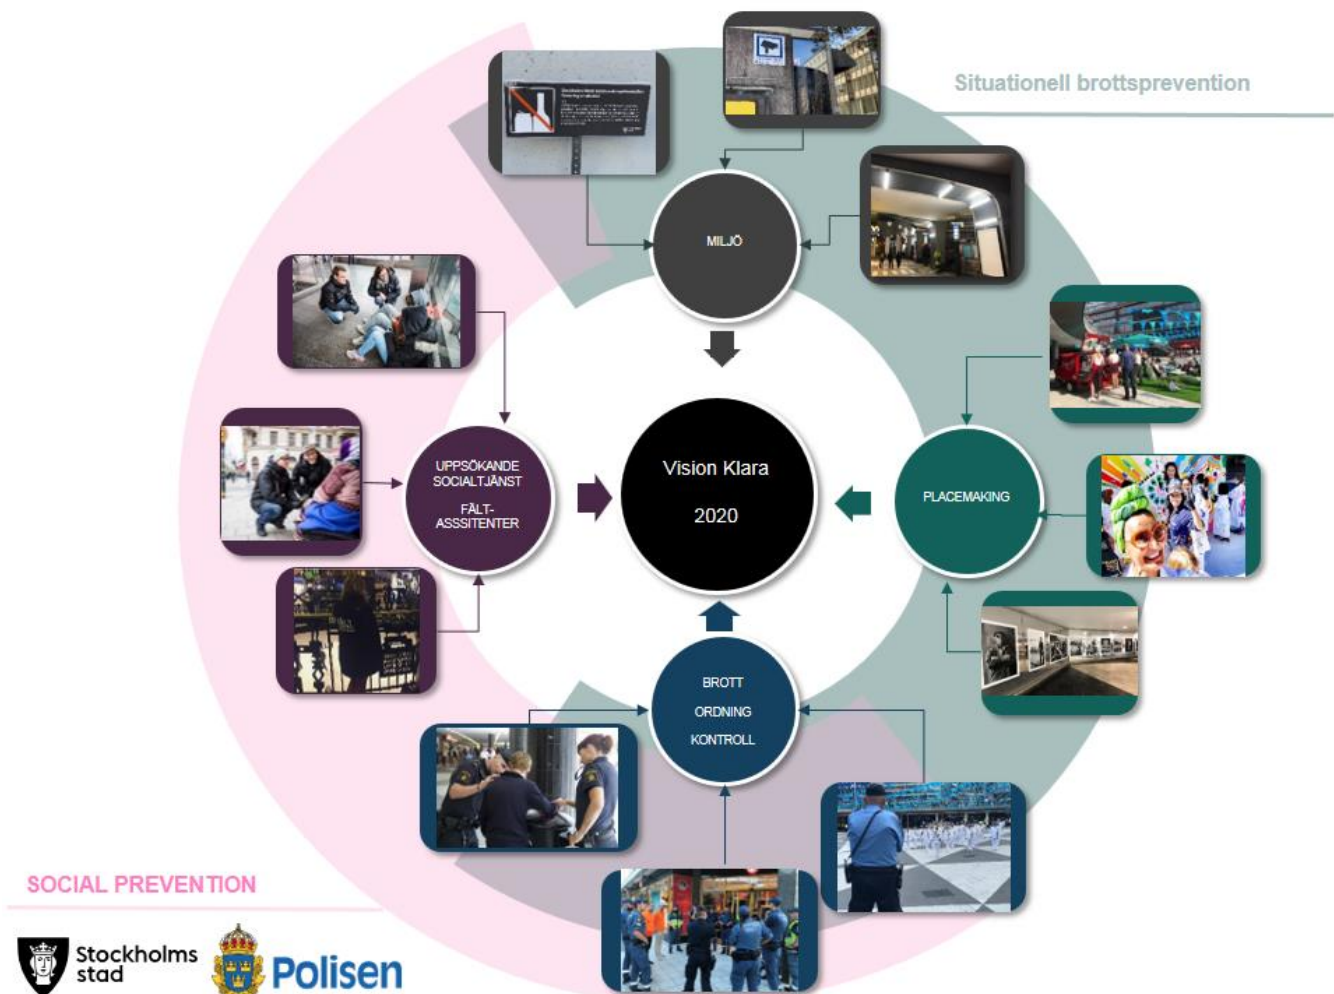 Situationell brottsprevention
MILJÖ
UPPSÖKANDE
SOCIALTJÄNST
FÄLT-
ASSSITENTER
Vision Klara
2020
PLACEMAKING
BROTT
ORDNING
KONTROLL
SOCIAL PREVENTION
Stockholms
stad
Polisen